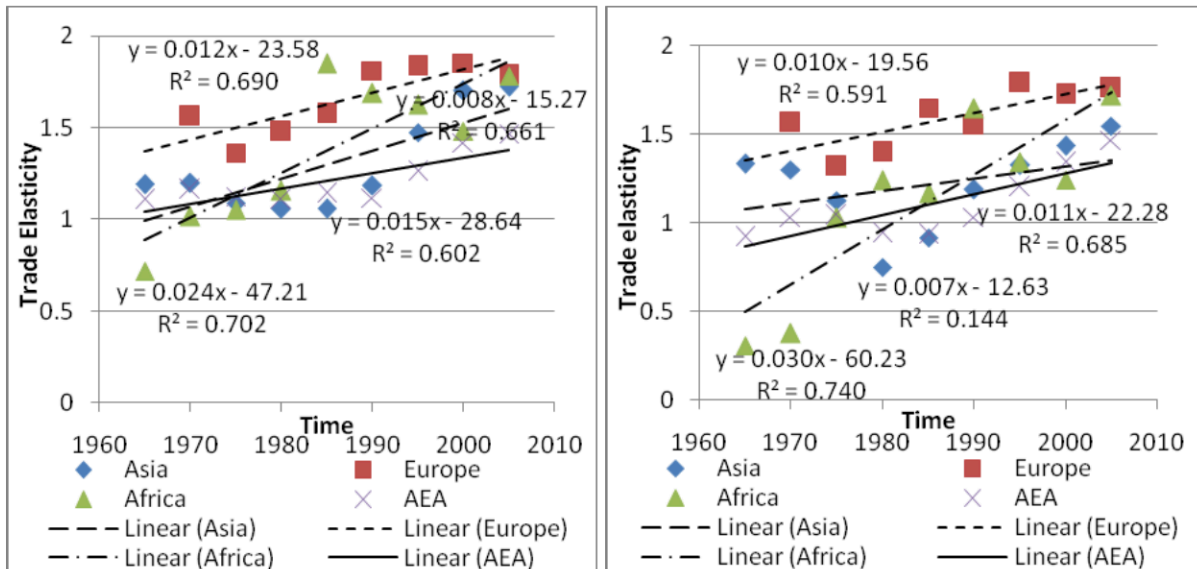 Trade Elasticity
2
1.5
1
0.5
0
y = 0.012x - 23.58
R² = 0.690
y = 0.008x - 15.27
R² = 0.661
y = 0.015x - 28.64
R² = 0.602
y = 0.024x - 47.21
R² = 0.702
Time
1960 1970 1980 1990 2000 2010
Asia Europe
Africa AEA
Linear (Asia) Linear (Europe)
Linear (Africa) Linear (AEA)
Trade elasticity
2
1.5
1
0.5
0
y = 0.010x - 19.56
R² = 0.591
y = 0.011x - 22.28
R² = 0.685
y = 0.007x - 12.63
R² = 0.144
y = 0.030x - 60.23
R² = 0.740
Time
1960 1970 1980 1990 2000 2010
Asia Europe
Africa AEA
Linear (Asia) Linear (Europe)
Linear (Africa) Linear (AEA)